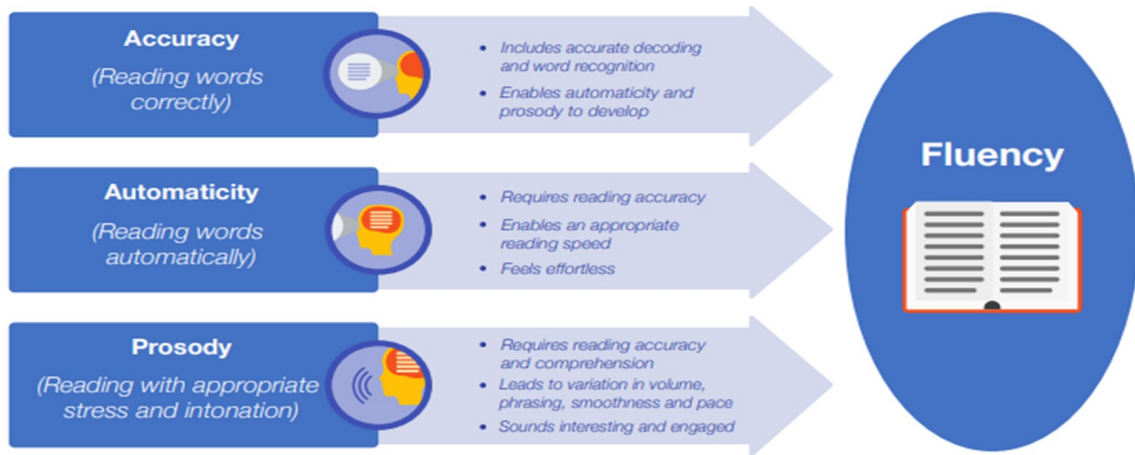 Accuracy
(Reading words
correctly)
• Includes accurate decoding
and word recognition
• Enables automaticity and
prosody to develop
Automaticity
(Reading words
automatically)
• Requires reading accuracy
• Enables an appropriate
reading speed
• Feels effortless
Prosody
(Reading with appropriate
stress and intonation)
• Requires reading accuracy
and comprehension
• Leads to variation in volume,
phrasing, smoothness and pace
• Sounds interesting and engaged
Fluency